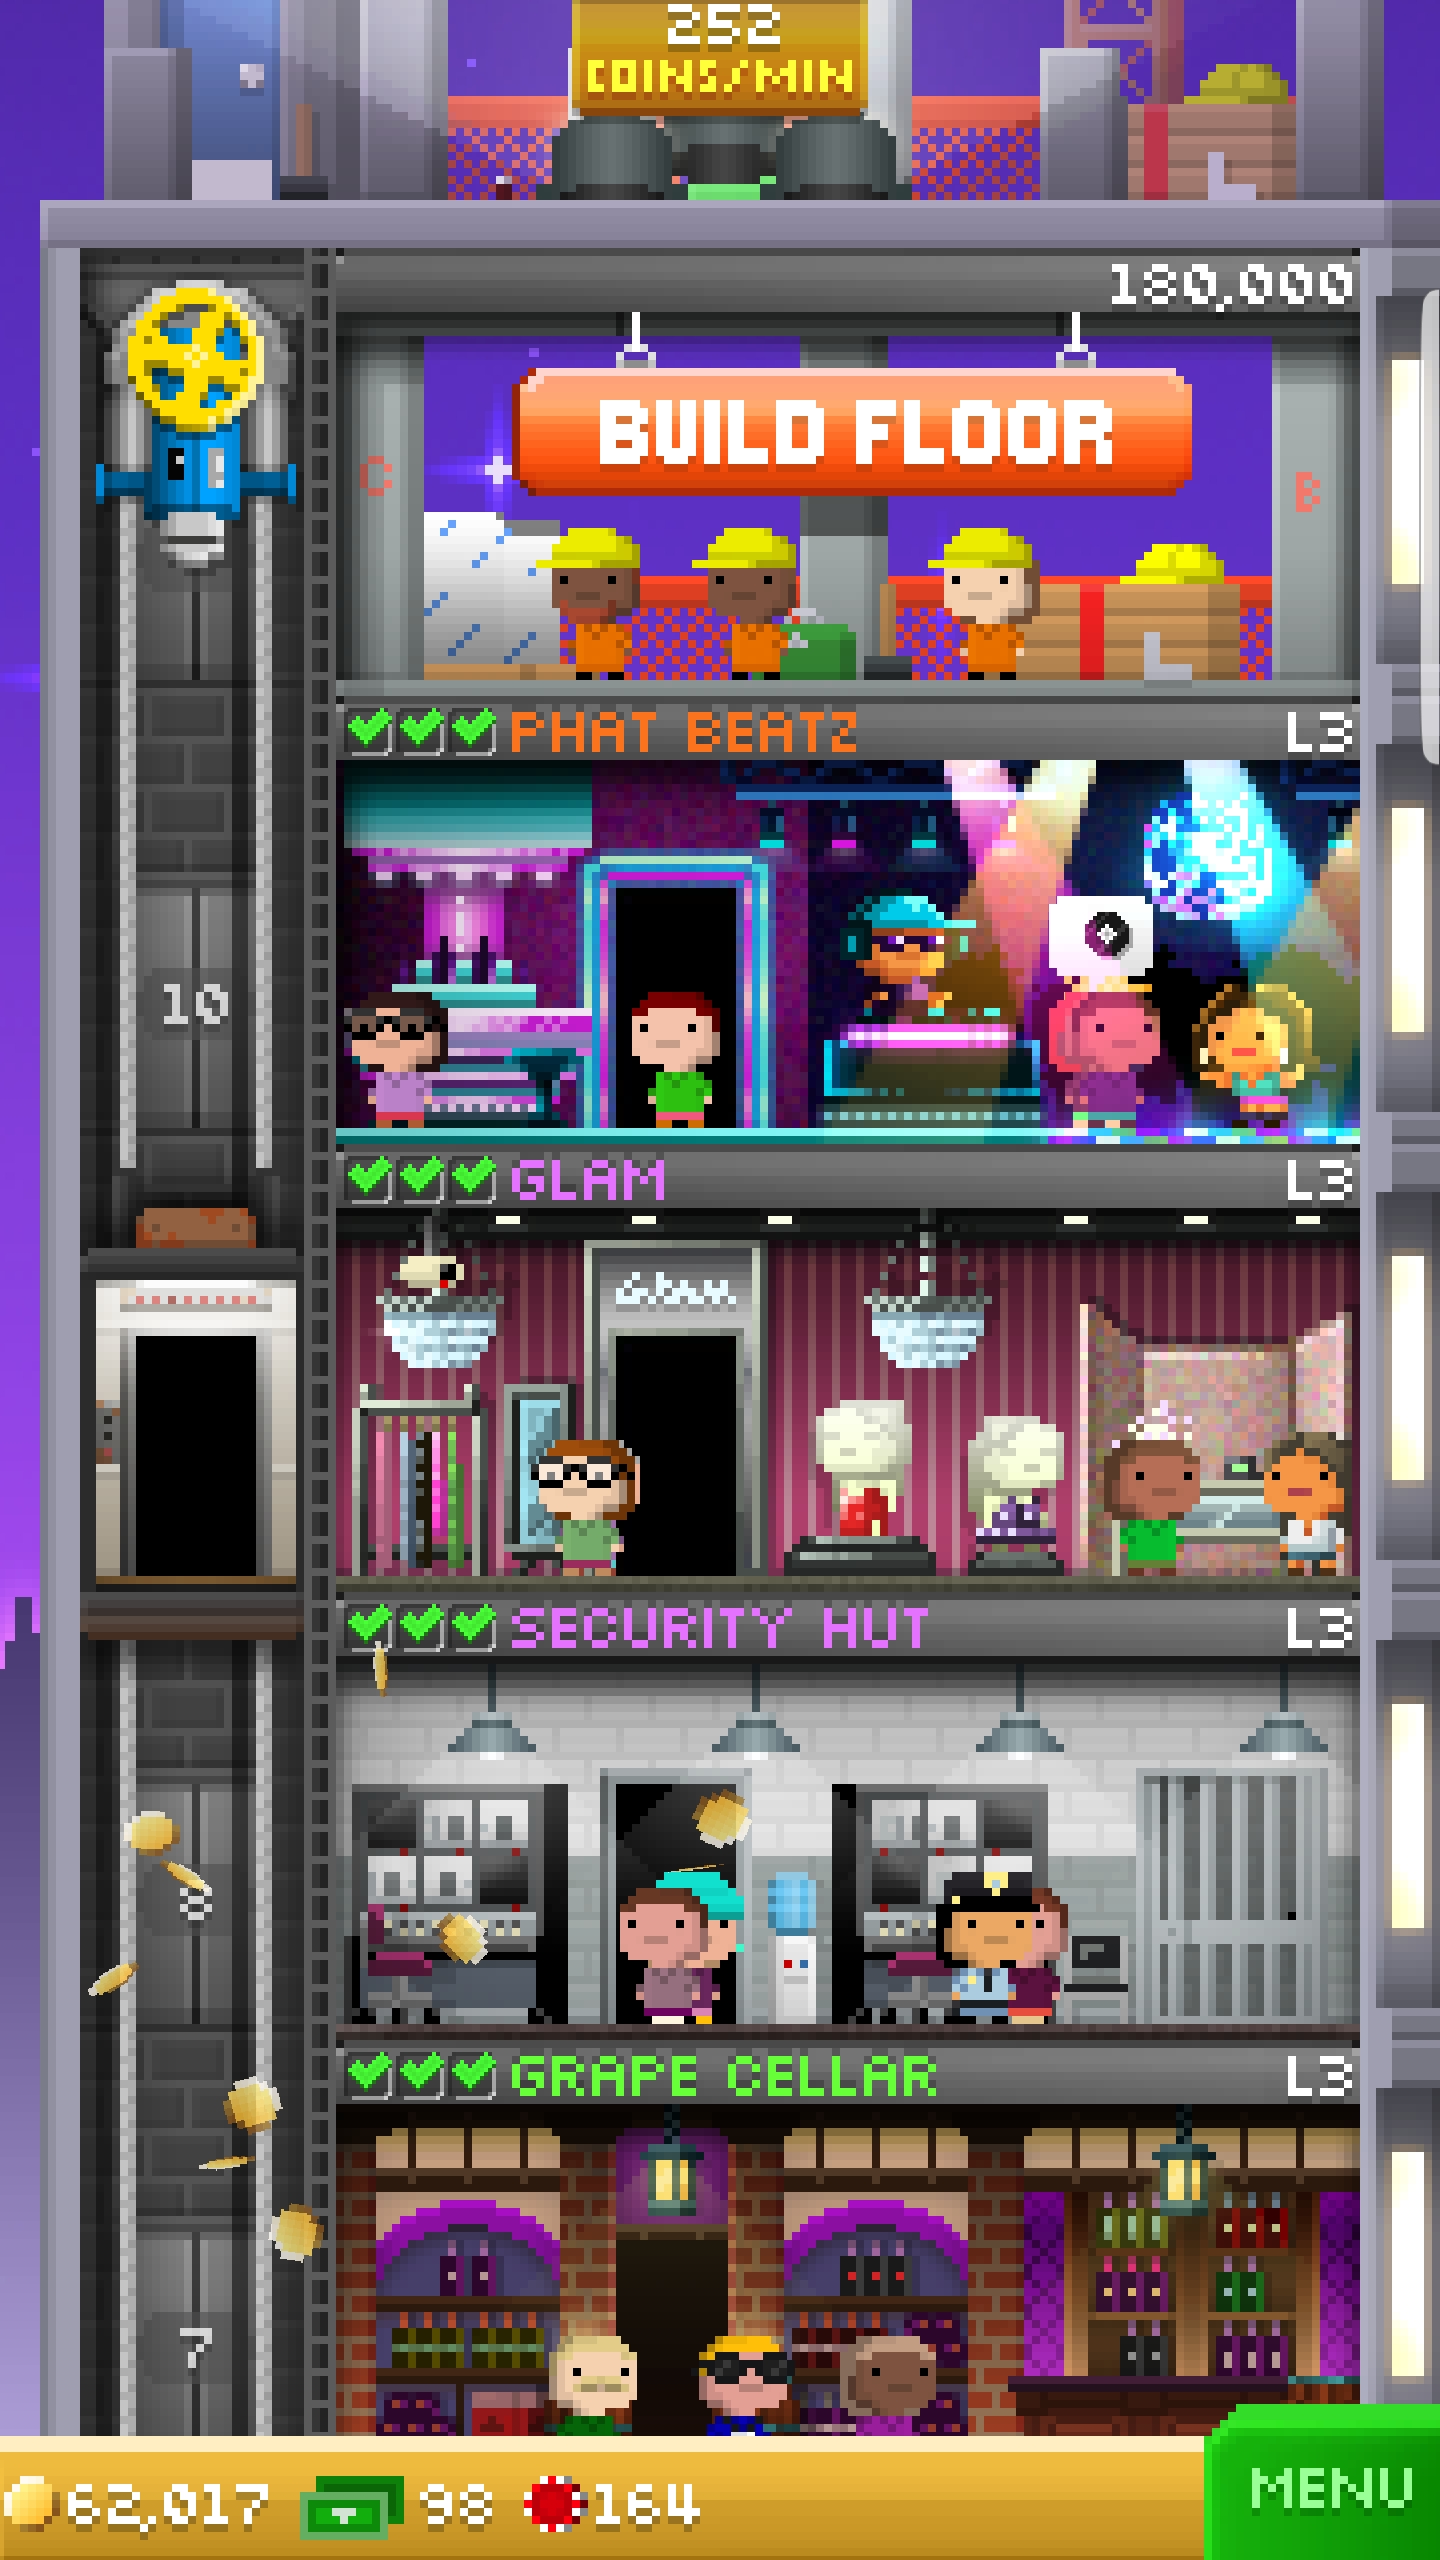 252
COINS/MIN
180,000
BUILD FLOOR
C
B
PHAT BEATZ L3
10
GLAM L3
Glam
SECURITY HUT L3
8
GRAPE CELLAR L3
7
62,017 98 164
MENU